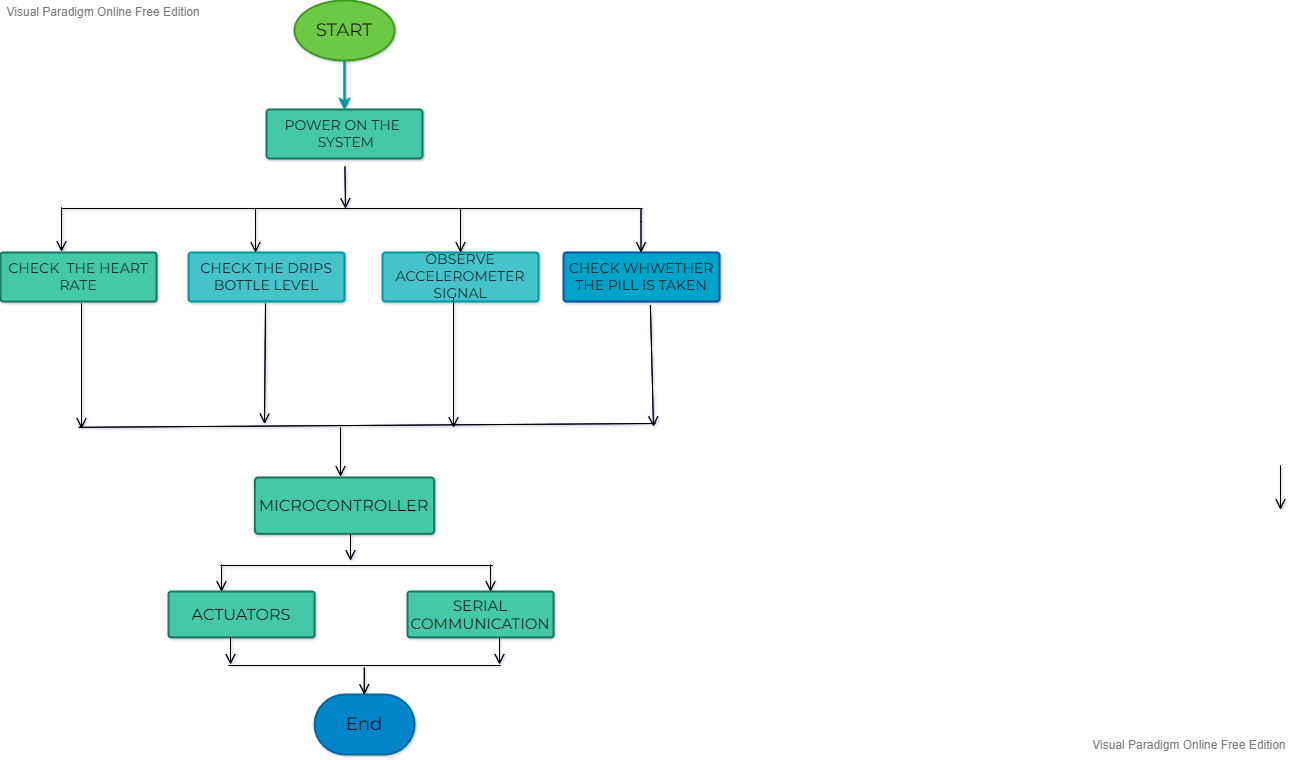 Visual Paradigm Online Free Edition
START
POWER ON THE
SYSTEM
CHECK THE HEART
RATE
CHECK THE DRIPS
BOTTLE LEVEL
OBSERVE
ACCELEROMETER
SIGNAL
CHECK WHWETHER
THE PILL IS TAKEN
MICROCONTROLLER
ACTUATORS
SERIAL
COMMUNICATION
End
Visual Paradigm Online Free Edition